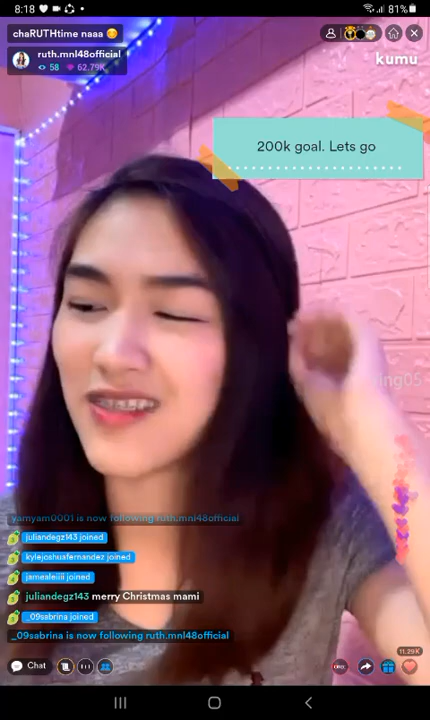 8:18
81%
chaRUTHtime naaa
ruth.mnl48official
58 62.79K
kumu
200k goal. Lets go
ing05
yamyam0001 is now following ruth.mnl48official
juliandegz143 joined
kylejoshuafernandez joined
juliandegz143 merry Christmas mami
_09sabrina joined
_09sabrina is now following ruth.mnl48official
Chat
11.29K